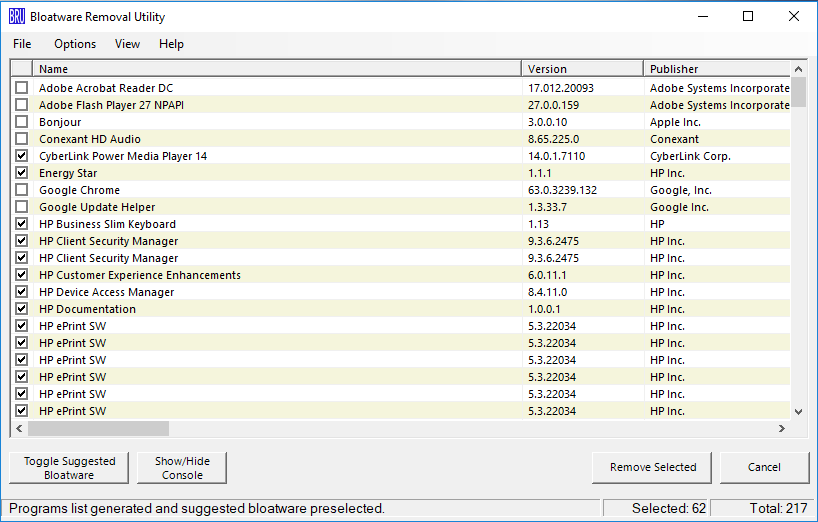 BRU Bloatware Removal Utility
File Options View Help
Name Version Publisher
Adobe Acrobat Reader DC 17.012.20093 Adobe Systems Incorporate
Adobe Flash Player 27 NPAPI 27.0.0.159 Adobe Systems Incorporate
Bonjour 3.0.0.10 Apple Inc.
Conexant HD Audio 8.65.225.0 Conexant
CyberLink Power Media Player 14 14.0.1.7110 CyberLink Corp.
Energy Star 1.1.1 HP Inc.
Google Chrome 63.0.3239.132 Google, Inc.
Google Update Helper 1.3.33.7 Google Inc.
HP Business Slim Keyboard 1.13 HP
HP Client Security Manager 9.3.6.2475 HP Inc.
HP Client Security Manager 9.3.6.2475 HP Inc.
HP Customer Experience Enhancements 6.0.11.1 HP Inc.
HP Device Access Manager 8.4.11.0 HP Inc.
HP Documentation 1.0.0.1 HP Inc.
HP ePrint SW 5.3.22034 HP Inc.
HP ePrint SW 5.3.22034 HP Inc.
HP ePrint SW 5.3.22034 HP Inc.
HP ePrint SW 5.3.22034 HP Inc.
HP ePrint SW 5.3.22034 HP Inc.
HP ePrint SW 5.3.22034 HP Inc.
Toggle Suggested
Bloatware
Show/Hide
Console
Remove Selected
Cancel
Programs list generated and suggested bloatware preselected. Selected: 62 Total: 217